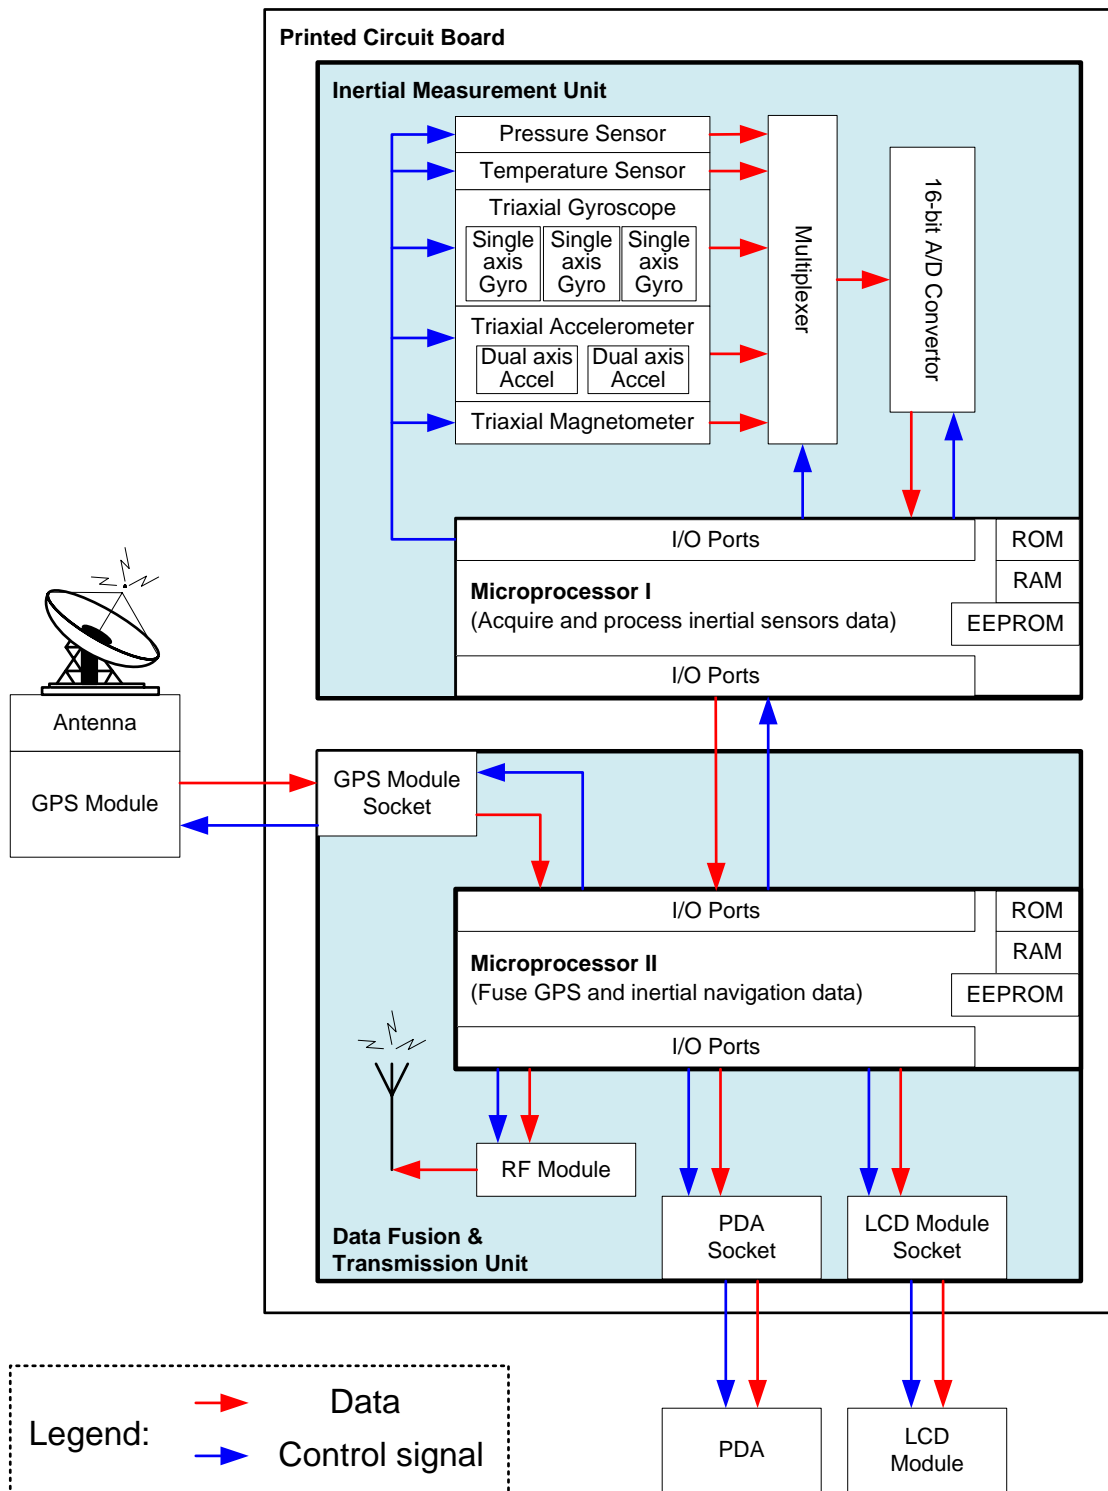 Printed Circuit Board
Inertial Measurement Unit
Pressure Sensor
Temperature Sensor
Triaxial Gyroscope
Single axis Gyro
Single axis Gyro
Single axis Gyro
Triaxial Accelerometer
Dual axis Accel
Dual axis Accel
Triaxial Magnetometer
Multiplexer
16-bit A/D Convertor
I/O Ports
ROM
RAM
EEPROM
Microprocessor I
(Acquire and process inertial sensors data)
I/O Ports
Antenna
GPS Module
GPS Module
Socket
I/O Ports
ROM
RAM
EEPROM
Microprocessor II
(Fuse GPS and inertial navigation data)
I/O Ports
RF Module
PDA
Socket
LCD Module
Socket
Data Fusion &
Transmission Unit
Legend:
Data
Control signal
PDA
LCD
Module